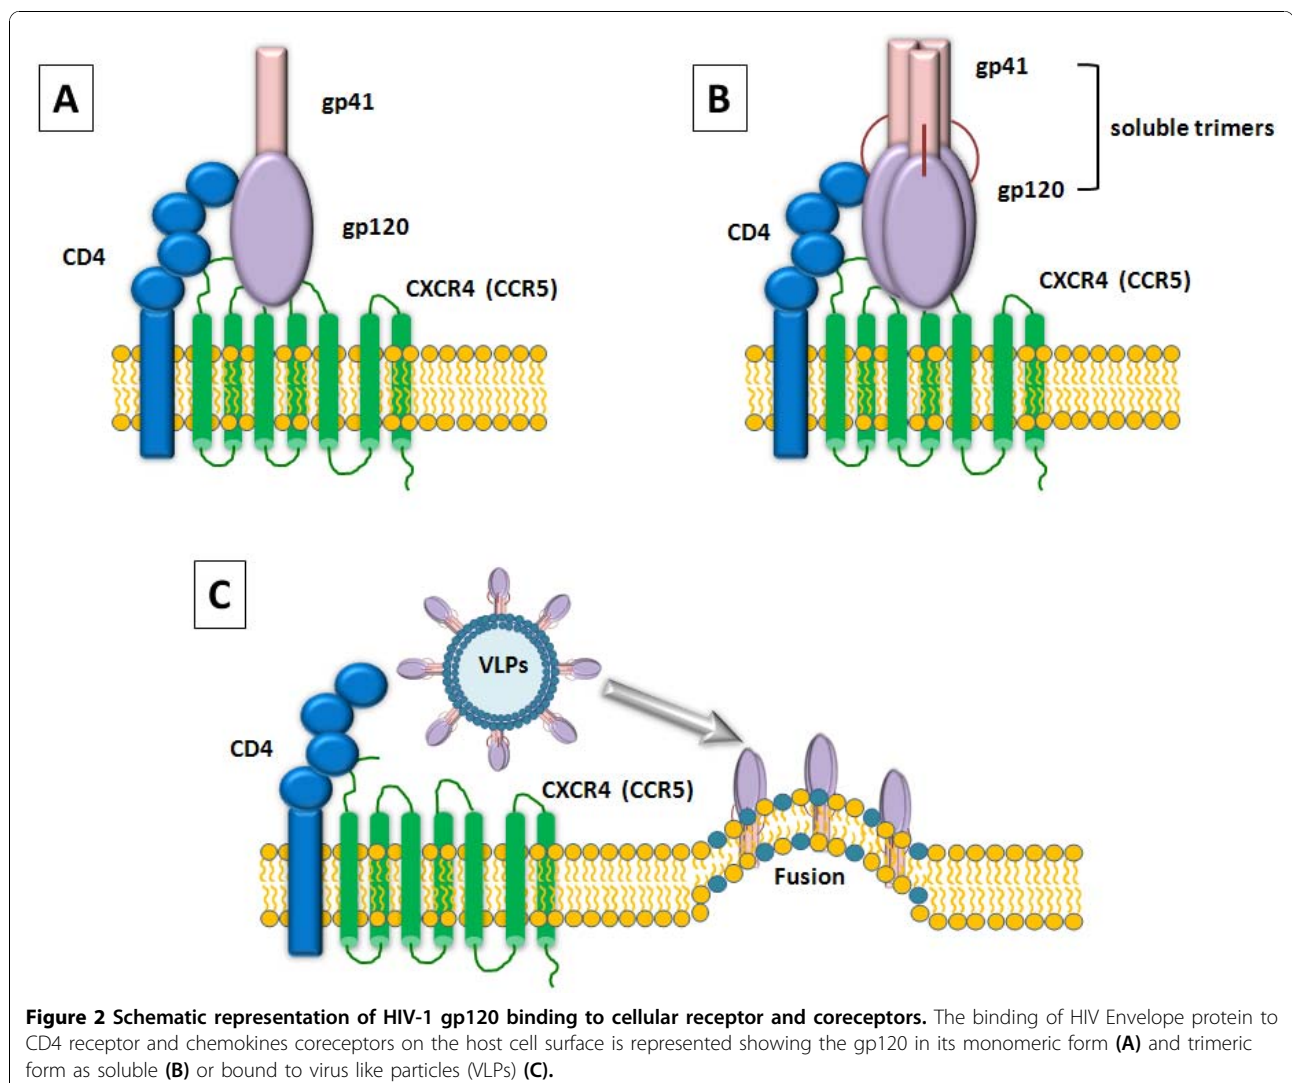 A
gp41
gp120
CD4
CXCR4 (CCR5)
B
gp41
soluble trimers
gp120
CD4
CXCR4 (CCR5)
C
VLPs
CD4
CXCR4 (CCR5)
Fusion
Figure 2 Schematic representation of HIV-1 gp120 binding to cellular receptor and coreceptors. The binding of HIV Envelope protein to
CD4 receptor and chemokines coreceptors on the host cell surface is represented showing the gp120 in its monomeric form (A) and trimeric
form as soluble (B) or bound to virus like particles (VLPs) (C).